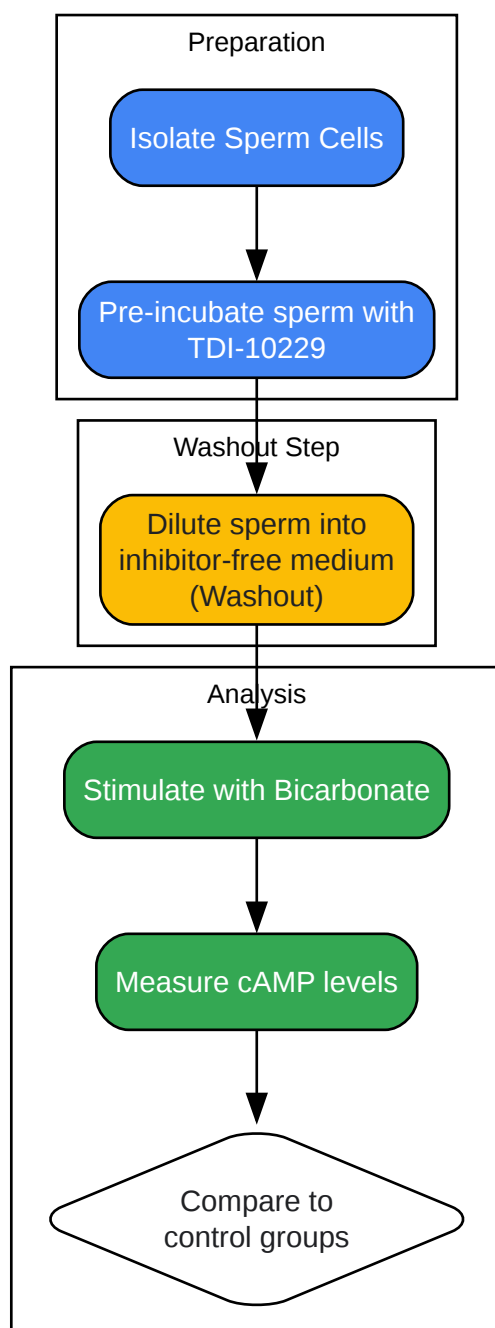 Preparation
Isolate Sperm Cells
Pre-incubate sperm with
TDI-10229
Washout Step
Dilute sperm into
inhibitor-free medium
(Washout)
Analysis
Stimulate with Bicarbonate
Measure cAMP levels
Compare to
control groups